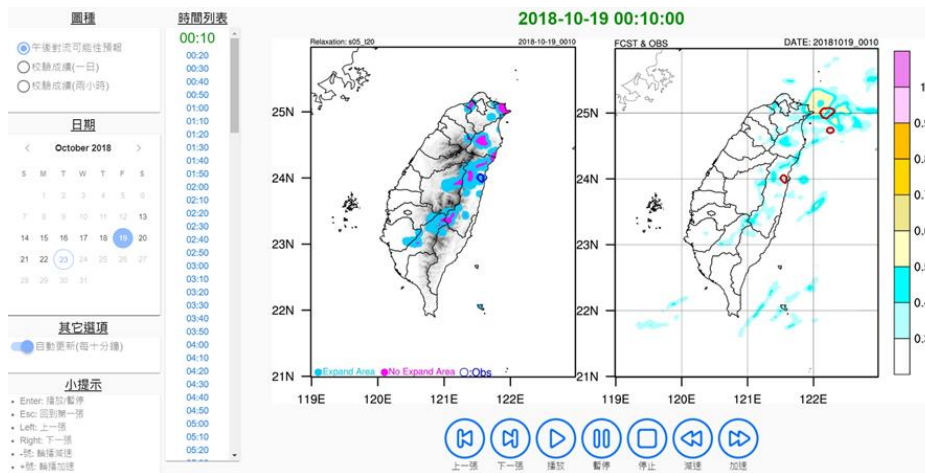 圖種
午後對流可能性預報
校驗成績(一日)
校驗成績(兩小時)
日期
October 2018
S M T W T F S
1 2 3 4 5 6
7 8 9 10 11 12 13
14 15 16 17 18 19 20
21 22 23 24 25 26 27
28 29 30 31
其它選項
自動更新(每十分鐘)
小提示
Enter: 播放/暫停
Esc: 回到第一張
Left: 上一張
Right: 下一張
-號: 輪播減速
+號: 輪播加速
時間列表
00:10
00:20
00:30
00:40
00:50
01:00
01:10
01:20
01:30
01:40
01:50
02:00
02:10
02:20
02:30
02:40
02:50
03:00
03:10
03:20
03:30
03:40
03:50
04:00
04:10
04:20
04:30
04:40
04:50
05:00
05:10
05:20
2018-10-19 00:10:00
Relaxation: s05_t20 2018-10-19_0010
25N
24N
23N
22N
21N
Expand Area No Expand Area :Obs
119E 120E 121E 122E
FCST & OBS DATE: 20181019_0010
25N
24N
23N
22N
21N
119E 120E 121E 122E
上一張 下一張 播放 暫停 停止 減速 加速